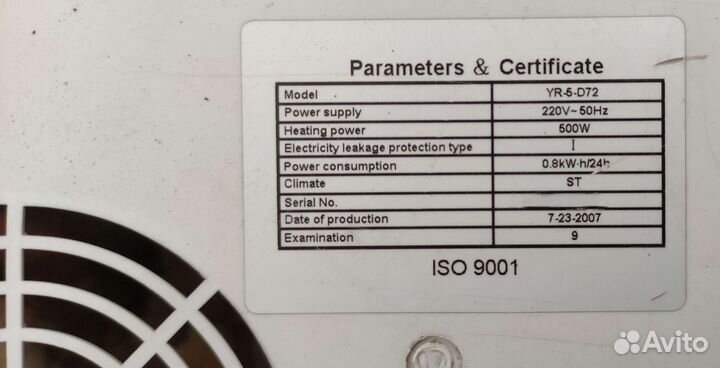 Parameters & Certificate
Model YR-5-D72
Power supply 220V~50Hz
Heating power 500W
Electricity leakage protection type I
Power consumption 0.8kW·h/24h
Climate ST
Serial No.
Date of production 7-23-2007
Examination 9
ISO 9001
Avito